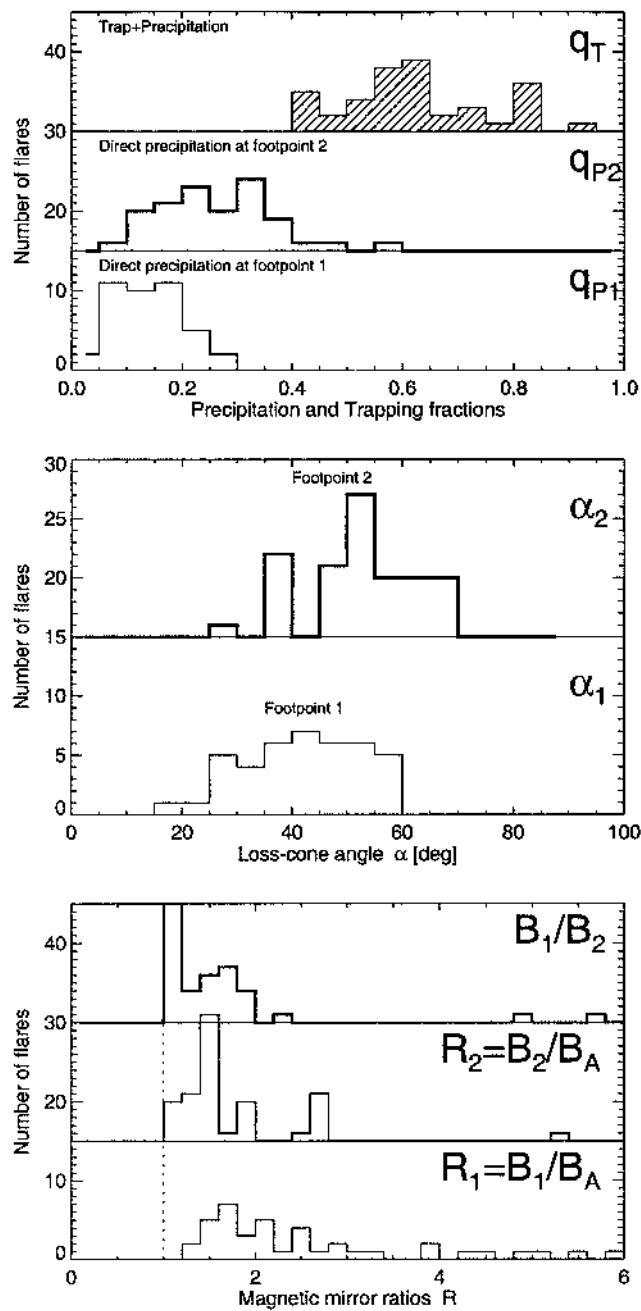 Trap+Precipitation
q_T
40
30
Direct precipitation at footpoint 2
q_P2
20
Direct precipitation at footpoint 1
q_P1
10
0
Number of flares
0.0 0.2 0.4 0.6 0.8 1.0
Precipitation and Trapping fractions
30
Footpoint 2
α_2
25
20
15
Number of flares
10
α_1
Footpoint 1
5
0
0 20 40 60 80 100
Loss-cone angle α [deg]
B_1/B_2
40
30
R_2=B_2/B_A
20
Number of flares
R_1=B_1/B_A
10
0
0 2 4 6
Magnetic mirror ratios R